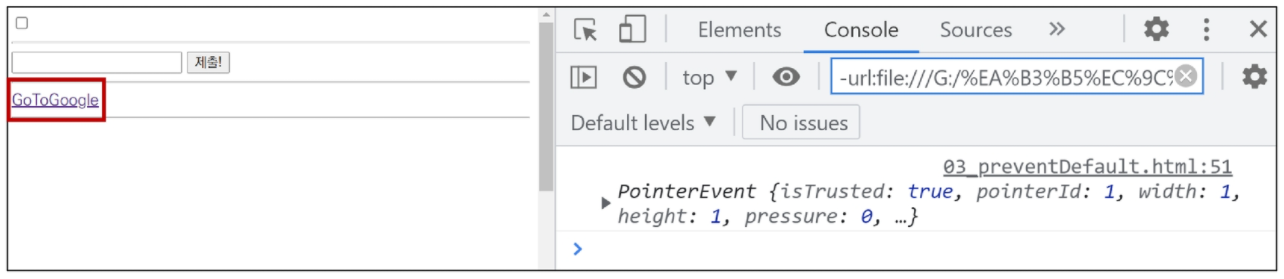 제출!
GoToGoogle
Elements Console Sources
top
-url:file:///G:/%EA%B3%B5%EC%9C%
Default levels No issues
03_preventDefault.html:51
PointerEvent {isTrusted: true, pointerId: 1, width: 1,
height: 1, pressure: 0, …}